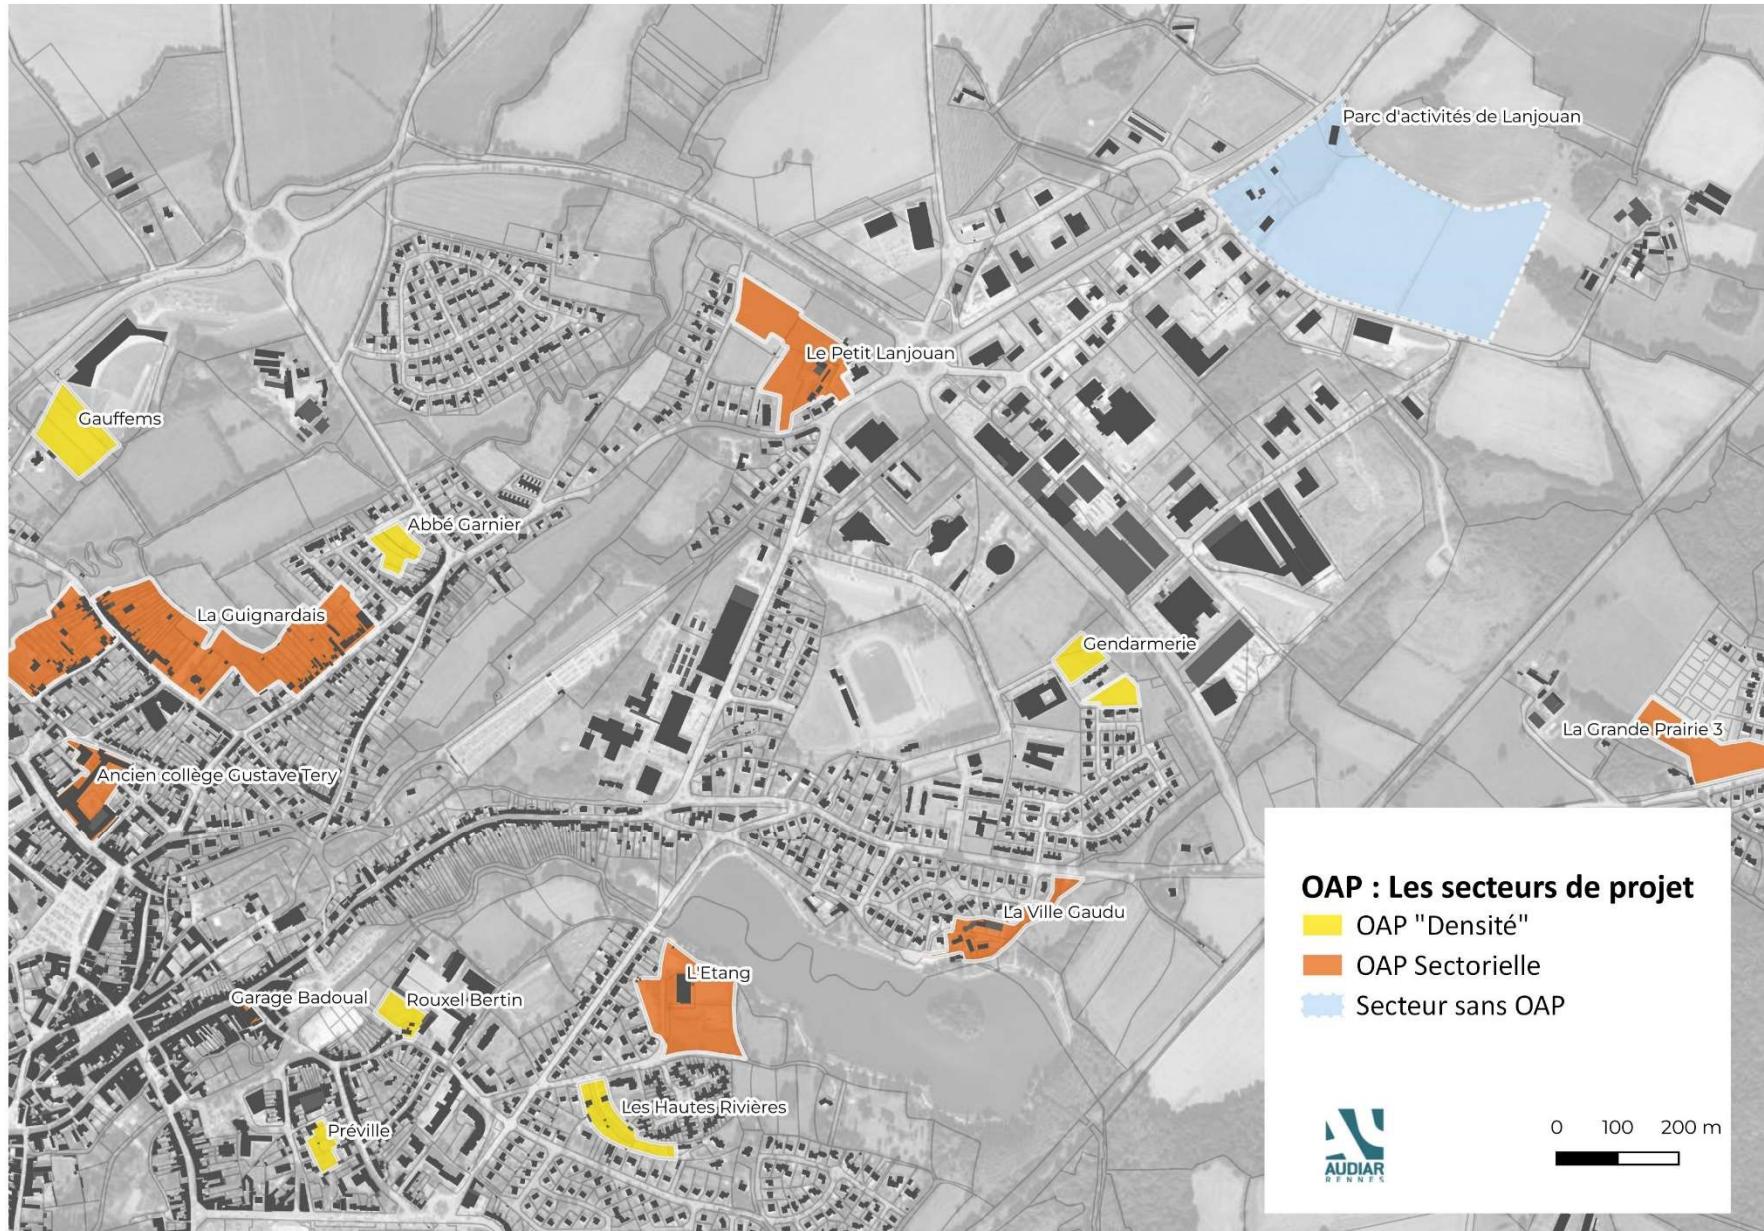 Parc d'activités de Lanjouan
Le Petit Lanjouan
Gauffems
Abbé Garnier
La Guignardais
Gendarmerie
La Grande Prairie 3
Ancien collège Gustave Tery
La Ville Gaudu
L'Etang
Garage Badoual
Rouxel Bertin
Les Hautes Rivières
Préville
OAP : Les secteurs de projet
OAP "Densité"
OAP Sectorielle
Secteur sans OAP
AUDIAR
RENNES
0 100 200 m